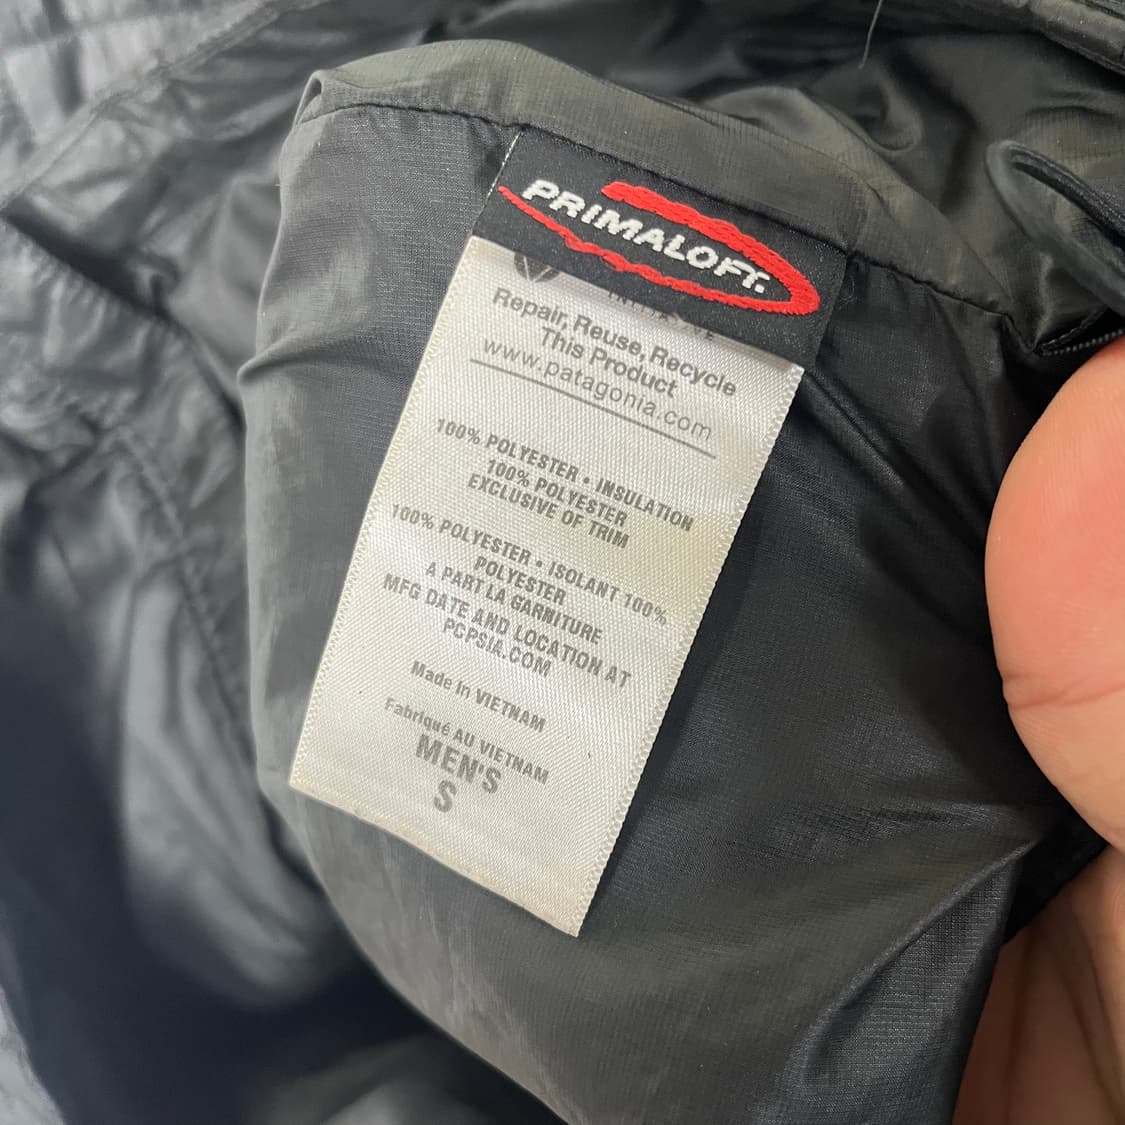 PRIMALOFT.
Repair, Reuse, Recycle
This Product
www.patagonia.com
100% POLYESTER • INSULATION
100% POLYESTER
EXCLUSIVE OF TRIM
100% POLYESTER • ISOLANT 100%
POLYESTER
A PART LA GARNITURE
MFG DATE AND LOCATION AT
PGPSIA.COM
Made in VIETNAM
Fabriqué AU VIETNAM
MEN'S
S